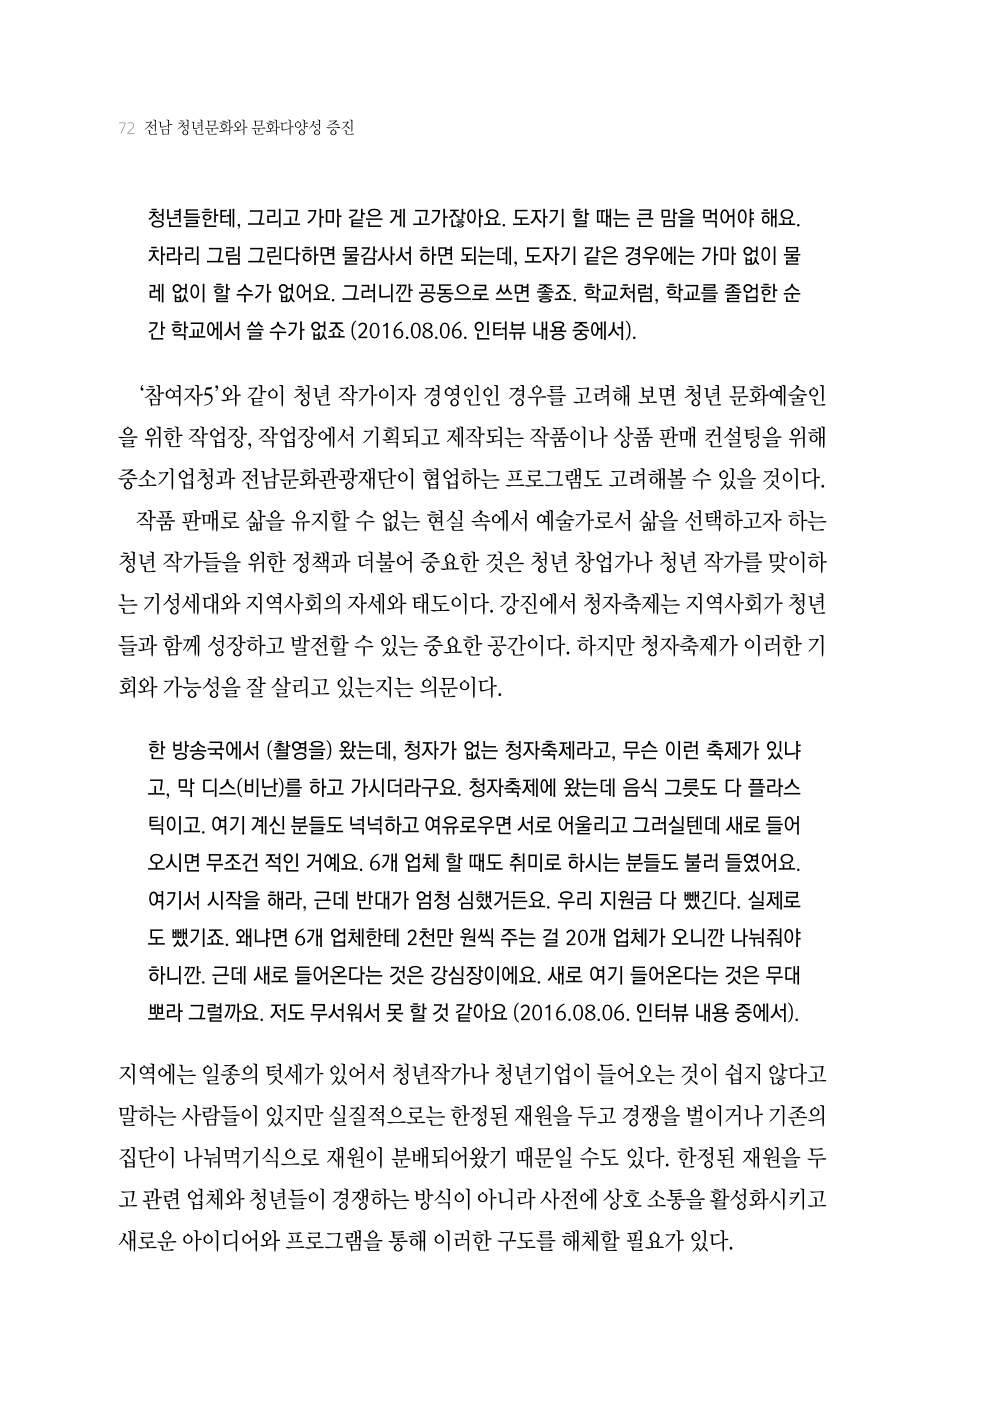 72 전남 청년문화와 문화다양성 증진
청년들한테, 그리고 가마 같은 게 고가잖아요. 도자기 할 때는 큰 맘을 먹어야 해요.
차라리 그림 그린다하면 물감사서 하면 되는데, 도자기 같은 경우에는 가마 없이 물
레 없이 할 수가 없어요. 그러니깐 공동으로 쓰면 좋죠. 학교처럼, 학교를 졸업한 순
간 학교에서 쓸 수가 없죠 (2016.08.06. 인터뷰 내용 중에서).
‘참여자5’와 같이 청년 작가이자 경영인인 경우를 고려해 보면 청년 문화예술인
을 위한 작업장, 작업장에서 기획되고 제작되는 작품이나 상품 판매 컨설팅을 위해
중소기업청과 전남문화관광재단이 협업하는 프로그램도 고려해볼 수 있을 것이다.
작품 판매로 삶을 유지할 수 없는 현실 속에서 예술가로서 삶을 선택하고자 하는
청년 작가들을 위한 정책과 더불어 중요한 것은 청년 창업가나 청년 작가를 맞이하
는 기성세대와 지역사회의 자세와 태도이다. 강진에서 청자축제는 지역사회가 청년
들과 함께 성장하고 발전할 수 있는 중요한 공간이다. 하지만 청자축제가 이러한 기
회와 가능성을 잘 살리고 있는지는 의문이다.
한 방송국에서 (촬영을) 왔는데, 청자가 없는 청자축제라고, 무슨 이런 축제가 있냐
고, 막 디스(비난)를 하고 가시더라구요. 청자축제에 왔는데 음식 그릇도 다 플라스
틱이고. 여기 계신 분들도 넉넉하고 여유로우면 서로 어울리고 그러실텐데 새로 들어
오시면 무조건 적인 거예요. 6개 업체 할 때도 취미로 하시는 분들도 불러 들였어요.
여기서 시작을 해라, 근데 반대가 엄청 심했거든요. 우리 지원금 다 뺐긴다. 실제로
도 뺐기죠. 왜냐면 6개 업체한테 2천만 원씩 주는 걸 20개 업체가 오니깐 나눠줘야
하니깐. 근데 새로 들어온다는 것은 강심장이에요. 새로 여기 들어온다는 것은 무대
뽀라 그럴까요. 저도 무서워서 못 할 것 같아요 (2016.08.06. 인터뷰 내용 중에서).
지역에는 일종의 텃세가 있어서 청년작가나 청년기업이 들어오는 것이 쉽지 않다고
말하는 사람들이 있지만 실질적으로는 한정된 재원을 두고 경쟁을 벌이거나 기존의
집단이 나눠먹기식으로 재원이 분배되어왔기 때문일 수도 있다. 한정된 재원을 두
고 관련 업체와 청년들이 경쟁하는 방식이 아니라 사전에 상호 소통을 활성화시키고
새로운 아이디어와 프로그램을 통해 이러한 구도를 해체할 필요가 있다.